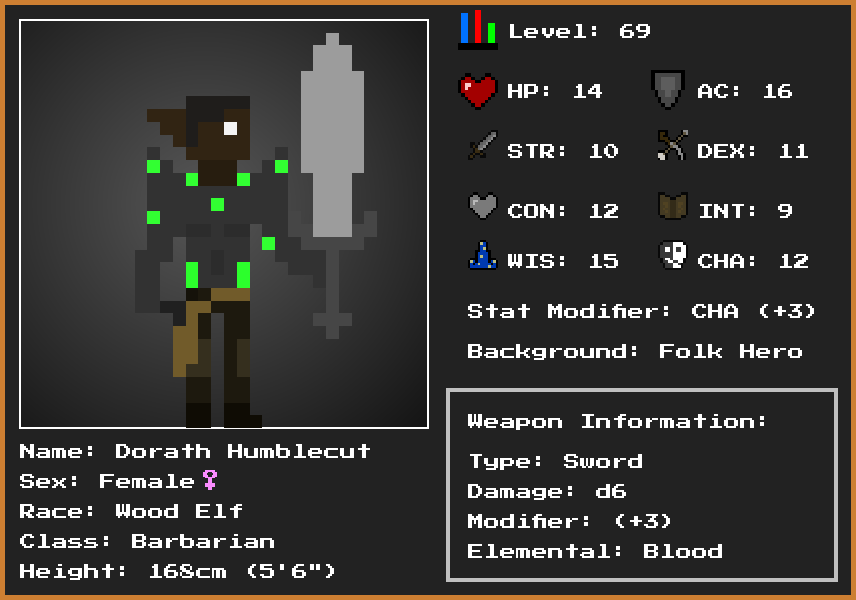 Level: 69
HP: 14 AC: 16
STR: 10 DEX: 11
CON: 12 INT: 9
WIS: 15 CHA: 12
Stat Modifier: CHA (+3)
Background: Folk Hero
Weapon Information:
Type: Sword
Damage: d6
Modifier: (+3)
Elemental: Blood
Name: Dorath Humblecut
Sex: Female♀
Race: Wood Elf
Class: Barbarian
Height: 168cm (5'6")